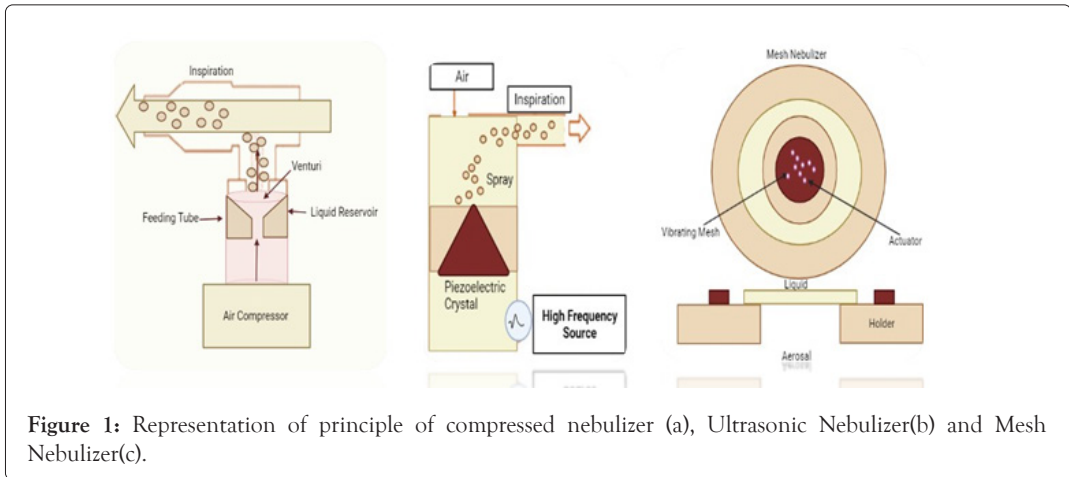 Inspiration
Venturi
Feeding Tube
Liquid Reservoir
Air Compressor
Air
Inspiration
Spray
Piezoelectric
Crystal
High Frequency
Source
Mesh Nebulizer
Vibrating Mesh
Actuator
Liquid
Holder
Aerosal
Figure 1: Representation of principle of compressed nebulizer (a), Ultrasonic Nebulizer(b) and Mesh
Nebulizer(c).